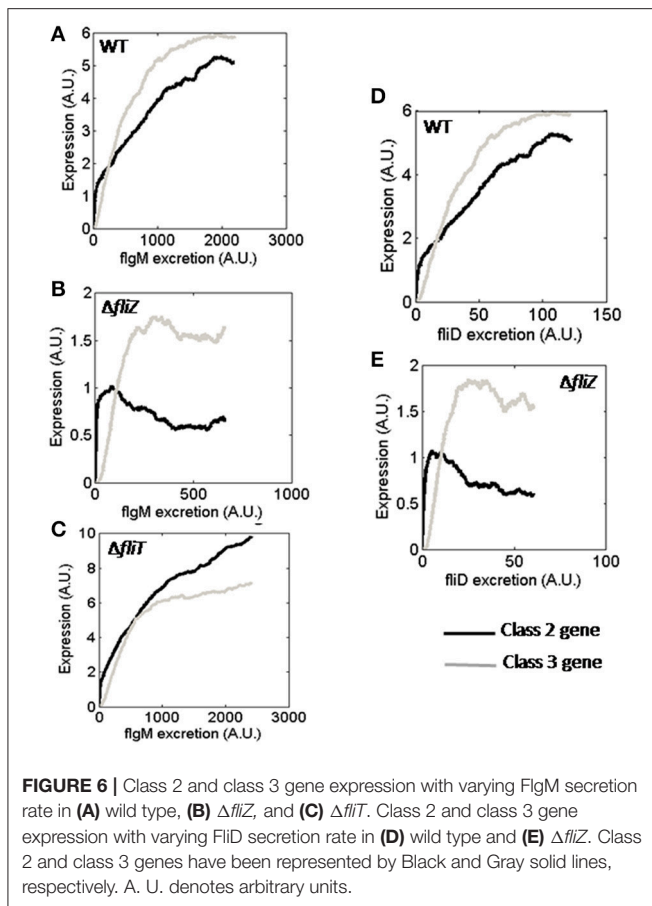 A
WT
6
5
4
3
2
1
0
0
1000
2000
3000
Expression (A.U.)
flgM excretion (A.U.)
B
ΔfliZ
2
1.5
1
0.5
0
0
500
1000
Expression (A.U.)
flgM excretion (A.U.)
C
ΔfliT
10
8
6
4
2
0
0
1000
2000
3000
Expression (A.U.)
flgM excretion (A.U.)
D
WT
6
4
2
0
0
50
100
150
Expression (A.U.)
fliD excretion (A.U.)
E
ΔfliZ
2
1.5
1
0.5
0
0
50
100
Expression (A.U.)
fliD excretion (A.U.)
Class 2 gene
Class 3 gene
FIGURE 6 | Class 2 and class 3 gene expression with varying FlgM secretion
rate in (A) wild type, (B) ΔfliZ, and (C) ΔfliT. Class 2 and class 3 gene
expression with varying FliD secretion rate in (D) wild type and (E) ΔfliZ. Class
2 and class 3 genes have been represented by Black and Gray solid lines,
respectively. A. U. denotes arbitrary units.